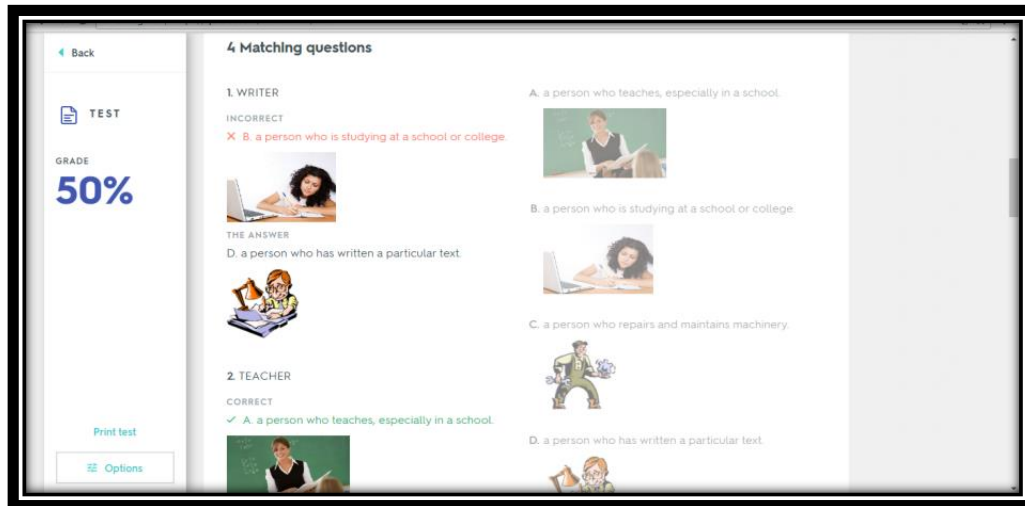 Back
TEST
GRADE
50%
Print test
Options
4 Matching questions
1. WRITER
INCORRECT
✕ B. a person who is studying at a school or college.
THE ANSWER
D. a person who has written a particular text.
2. TEACHER
CORRECT
✓ A. a person who teaches, especially in a school.
A. a person who teaches, especially in a school.
B. a person who is studying at a school or college.
C. a person who repairs and maintains machinery.
D. a person who has written a particular text.